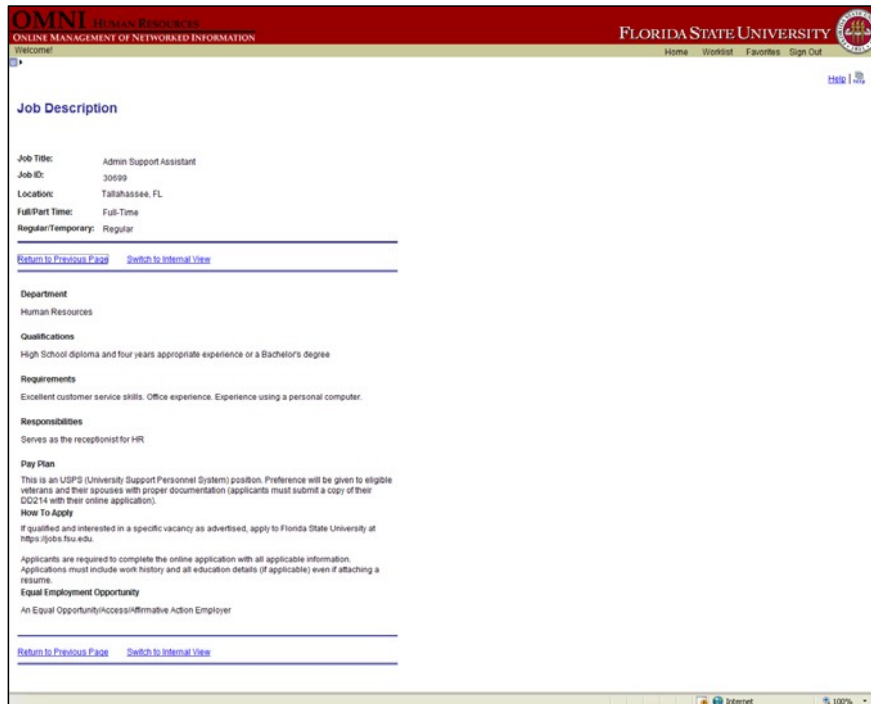 OMNI HUMAN RESOURCES
ONLINE MANAGEMENT OF NETWORKED INFORMATION
FLORIDA STATE UNIVERSITY
Welcome!
Home Worklist Favorites Sign Out
Help
Job Description
Job Title: Admin Support Assistant
Job ID: 30699
Location: Tallahassee, FL
Full/Part Time: Full-Time
Regular/Temporary: Regular
Return to Previous Page Switch to Internal View
Department
Human Resources
Qualifications
High School diploma and four years appropriate experience or a Bachelor's degree
Requirements
Excellent customer service skills. Office experience. Experience using a personal computer.
Responsibilities
Serves as the receptionist for HR
Pay Plan
This is an USPS (University Support Personnel System) position. Preference will be given to eligible
veterans and their spouses with proper documentation (applicants must submit a copy of their
DD214 with their online application).
How To Apply
If qualified and interested in a specific vacancy as advertised, apply to Florida State University at
https://jobs.fsu.edu.
Applicants are required to complete the online application with all applicable information.
Applications must include work history and all education details (if applicable) even if attaching a
resume.
Equal Employment Opportunity
An Equal Opportunity/Access/Affirmative Action Employer
Return to Previous Page Switch to Internal View
Internet 100%